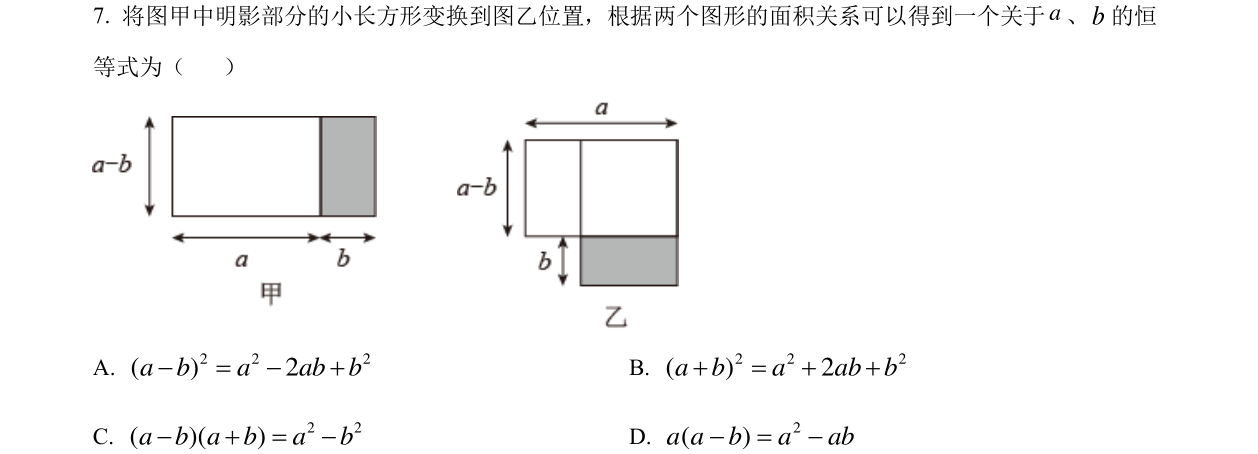 7. 将图甲中明影部分的小长方形变换到图乙位置，根据两个图形的面积关系可以得到一个关于 a 、 b 的恒
等式为（ ）
a
a−b
a−b
b
a b
甲
乙
A. (a−b)² = a² − 2ab + b² B. (a+b)² = a² + 2ab + b²
C. (a−b)(a+b) = a² − b² D. a(a−b) = a² − ab